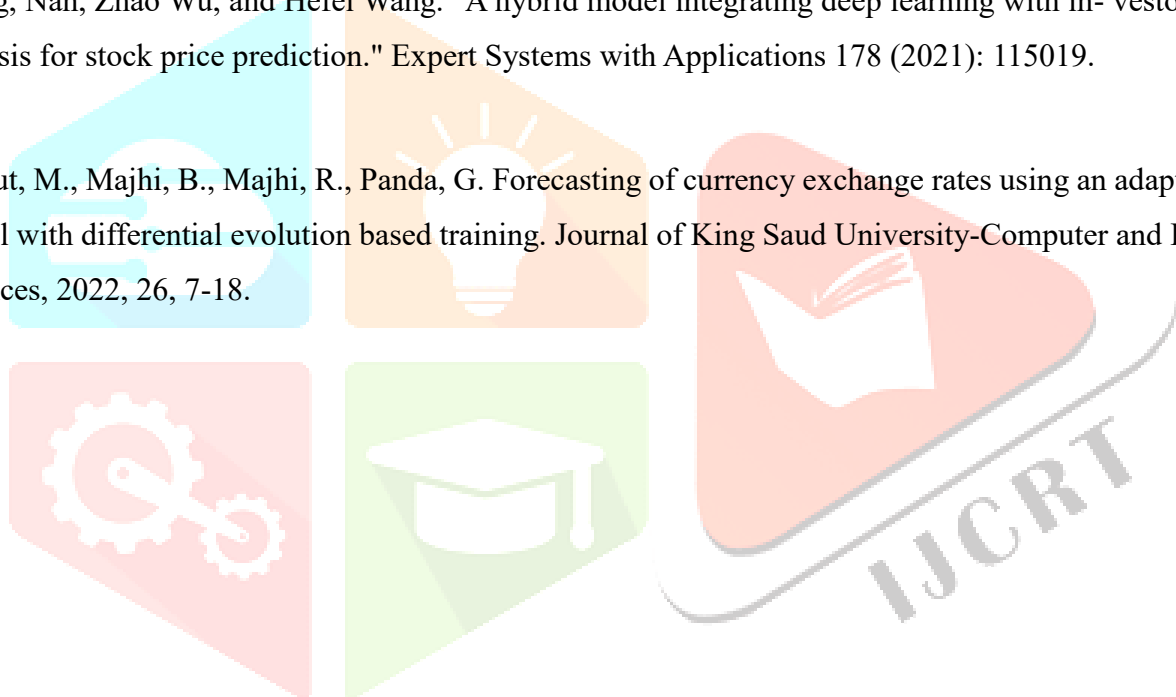 Nan, Zhao Wu, and Hefei Wang. "A hybrid model integrating deep learning with in- vesto
sis for stock price prediction." Expert Systems with Applications 178 (2021): 115019.
ut, M., Majhi, B., Majhi, R., Panda, G. Forecasting of currency exchange rates using an adapt
l with differential evolution based training. Journal of King Saud University-Computer and
ces, 2022, 26, 7-18.
IJCRT